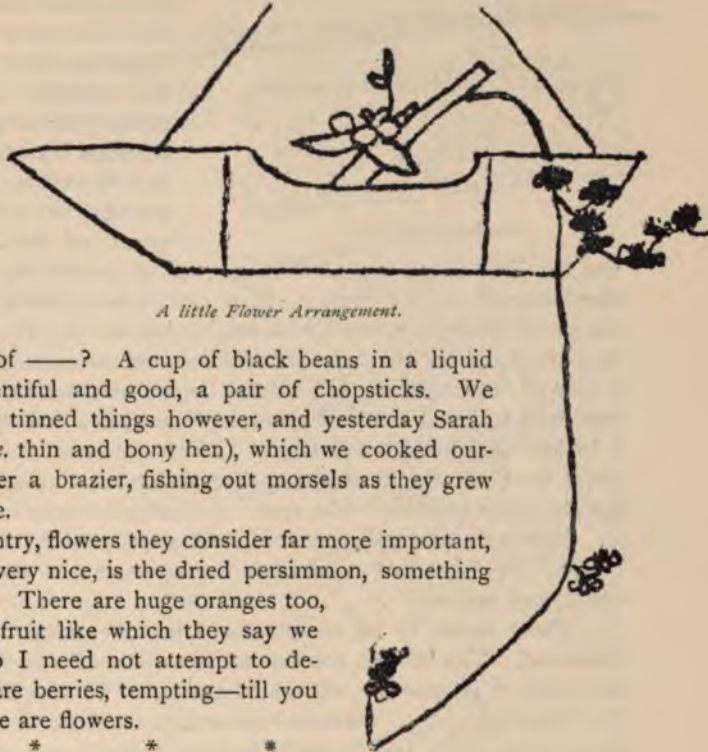 A little Flower Arrangement.
of ——? A cup of black beans in a liquid
entiful and good, a pair of chopsticks. We
tinned things however, and yesterday Sarah
. thin and bony hen), which we cooked our-
er a brazier, fishing out morsels as they grew
e.
ntry, flowers they consider far more important,
very nice, is the dried persimmon, something
There are huge oranges too,
fruit like which they say we
o I need not attempt to de-
are berries, tempting—till you
e are flowers.
* * *